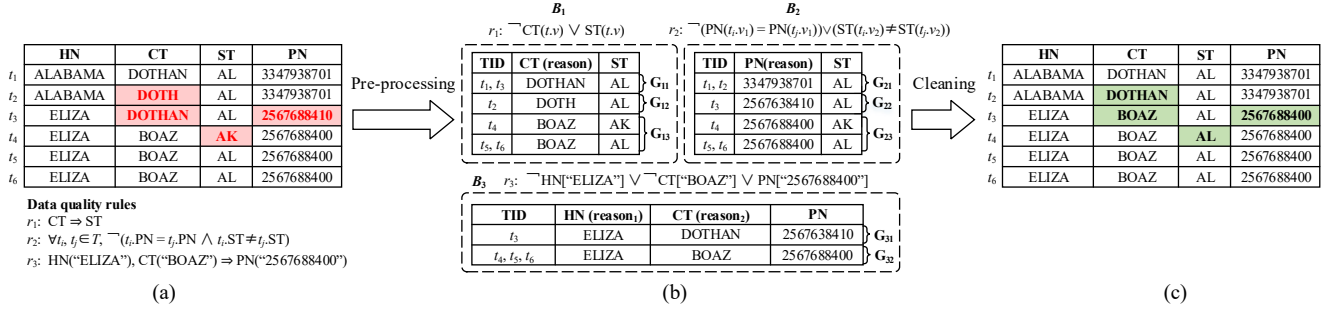 HN CT ST PN
t1 ALABAMA DOTHAN AL 3347938701
t2 ALABAMA DOTH AL 3347938701
t3 ELIZA DOTHAN AL 2567688410
t4 ELIZA BOAZ AK 2567688400
t5 ELIZA BOAZ AL 2567688400
t6 ELIZA BOAZ AL 2567688400
Data quality rules
r1: CT ⇒ ST
r2: ∀ti, tj∈T, ¬(ti.PN = tj.PN ∧ ti.ST≠tj.ST)
r3: HN(“ELIZA”), CT(“BOAZ”) ⇒ PN(“2567688400”)
(a)
Pre-processing
B1
r1: ¬CT(t.v) ∨ ST(t.v)
TID CT (reason) ST
t1, t3 DOTHAN AL G11
t2 DOTH AL G12
t4 BOAZ AK
t5, t6 BOAZ AL
G13
B2
r2: ¬(PN(ti.v1) = PN(tj.v1))∨(ST(ti.v2)≠ST(tj.v2))
TID PN(reason) ST
t1, t2 3347938701 AL G21
t3 2567638410 AL G22
t4 2567688400 AK
t5, t6 2567688400 AL
G23
B3 r3: ¬HN[“ELIZA”] ∨ ¬CT[“BOAZ”] ∨ PN[“2567688400”]
TID HN (reason1) CT (reason2) PN
t3 ELIZA DOTHAN 2567638410 G31
t4, t5, t6 ELIZA BOAZ 2567688400 G32
(b)
Cleaning
HN CT ST PN
t1 ALABAMA DOTHAN AL 3347938701
t2 ALABAMA DOTHAN AL 3347938701
t3 ELIZA BOAZ AL 2567688400
t4 ELIZA BOAZ AL 2567688400
t5 ELIZA BOAZ AL 2567688400
t6 ELIZA BOAZ AL 2567688400
(c)